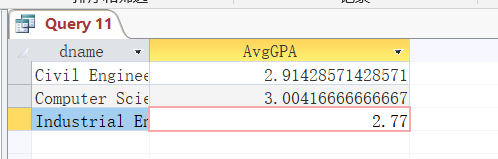 Query 11
dname AvgGPA
Civil Enginee 2.91428571428571
Computer Scie 3.00416666666667
Industrial En 2.77